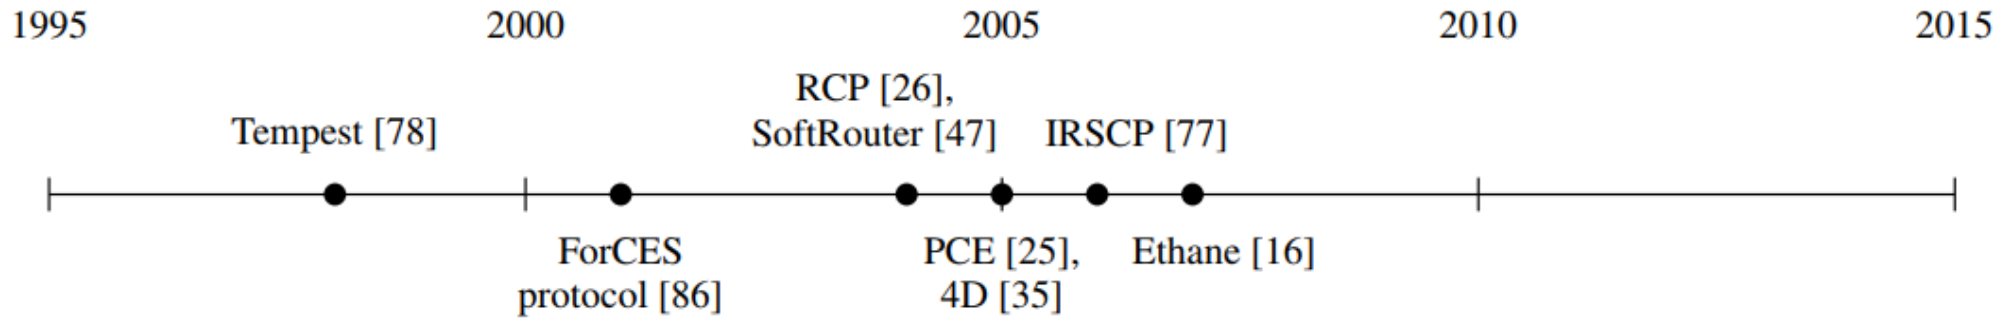 1995 2000 2005 2010 2015
RCP [26],
Tempest [78] SoftRouter [47] IRSCP [77]
ForCES PCE [25], Ethane [16]
protocol [86] 4D [35]